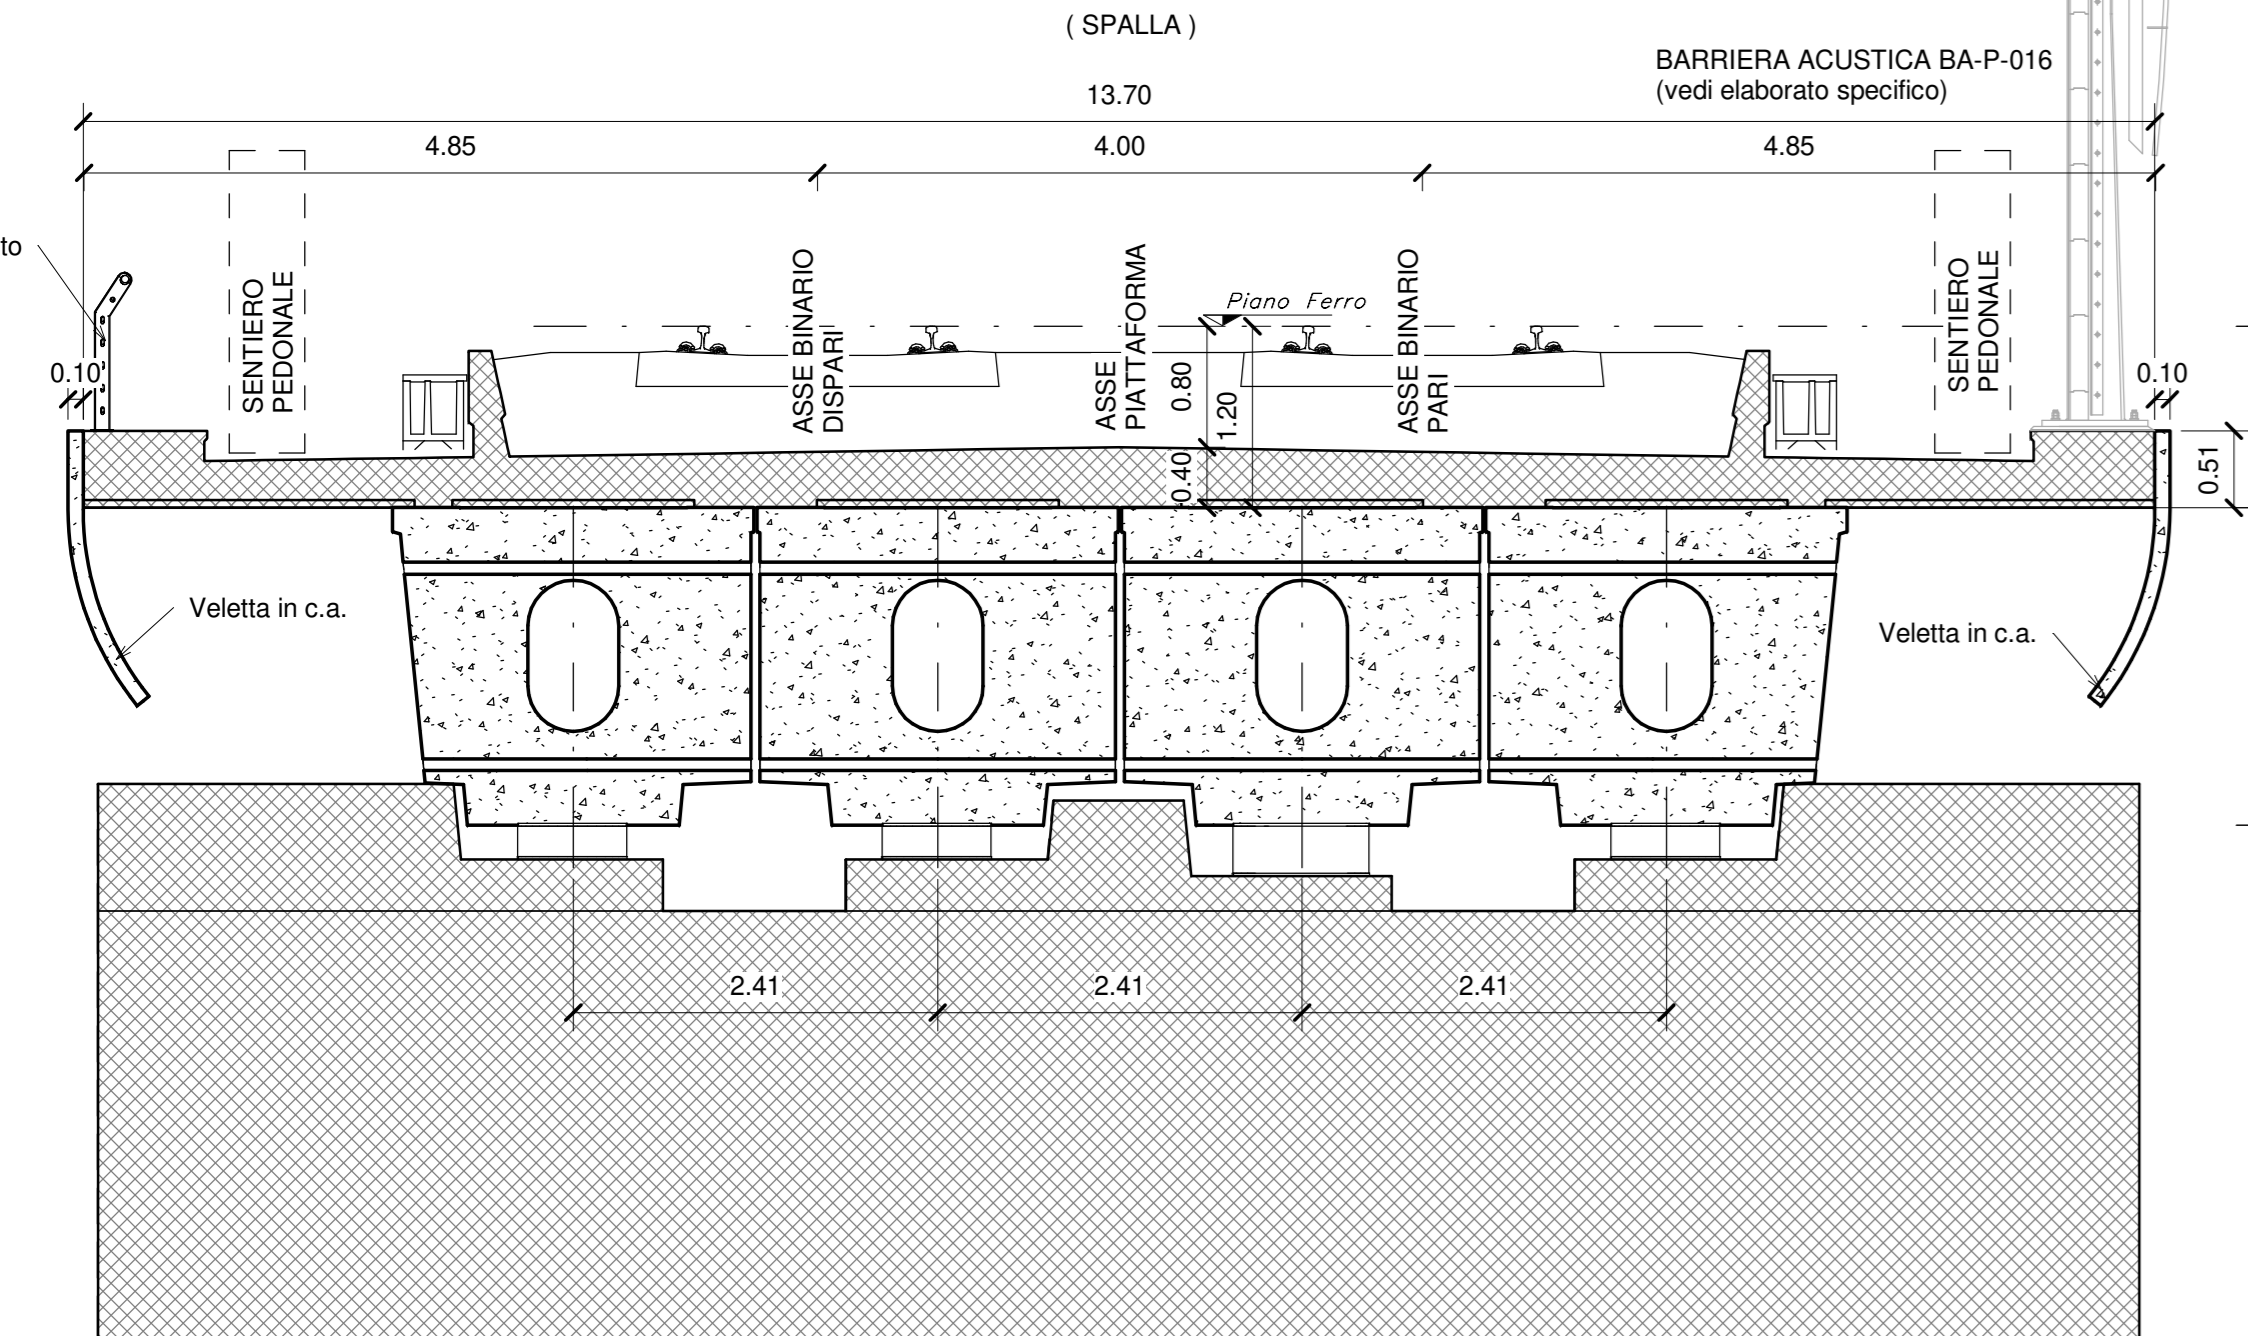 ( SPALLA )
BARRIERA ACUSTICA BA-P-016
(vedi elaborato specifico)
13.70
4.85
4.00
4.85
to
SENTIERO
PEDONALE
ASSE BINARIO
DISPARI
ASSE
PIATTAFORMA
Piano Ferro
ASSE BINARIO
PARI
SENTIERO
PEDONALE
0.10
0.80
1.20
0.40
0.10
0.51
Veletta in c.a.
Veletta in c.a.
2.41
2.41
2.41